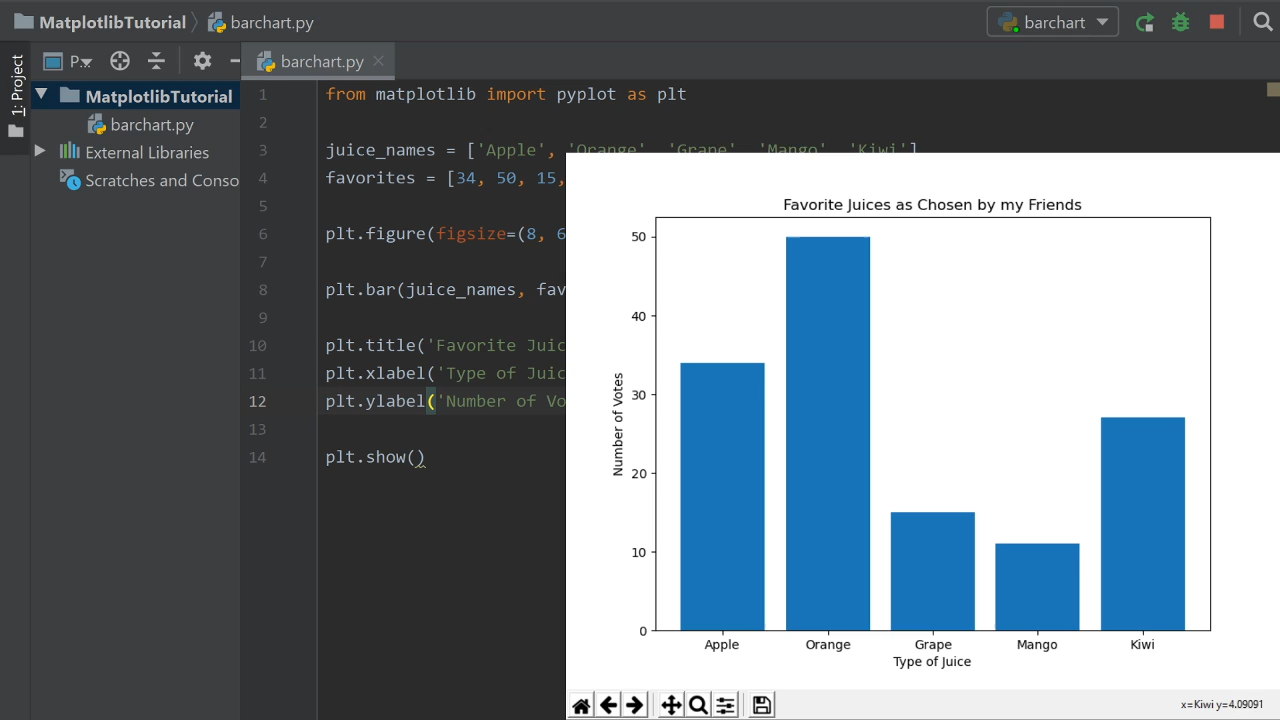 MatplotlibTutorial barchart.py barchart
1: Project
P.. barchart.py
MatplotlibTutorial
barchart.py
External Libraries
Scratches and Conso
1 from matplotlib import pyplot as plt
2
3 juice_names = ['Apple', 'Orange', 'Grape', 'Mango', 'Kiwi']
4 favorites = [34, 50, 15,
5
6 plt.figure(figsize=(8, 6
7
8 plt.bar(juice_names, fav
9
10 plt.title('Favorite Juic
11 plt.xlabel('Type of Juic
12 plt.ylabel('Number of Vo
13
14 plt.show()
Favorite Juices as Chosen by my Friends
50
40
30
20
10
0
Number of Votes
Apple Orange Grape Mango Kiwi
Type of Juice
x=Kiwi y=4.09091